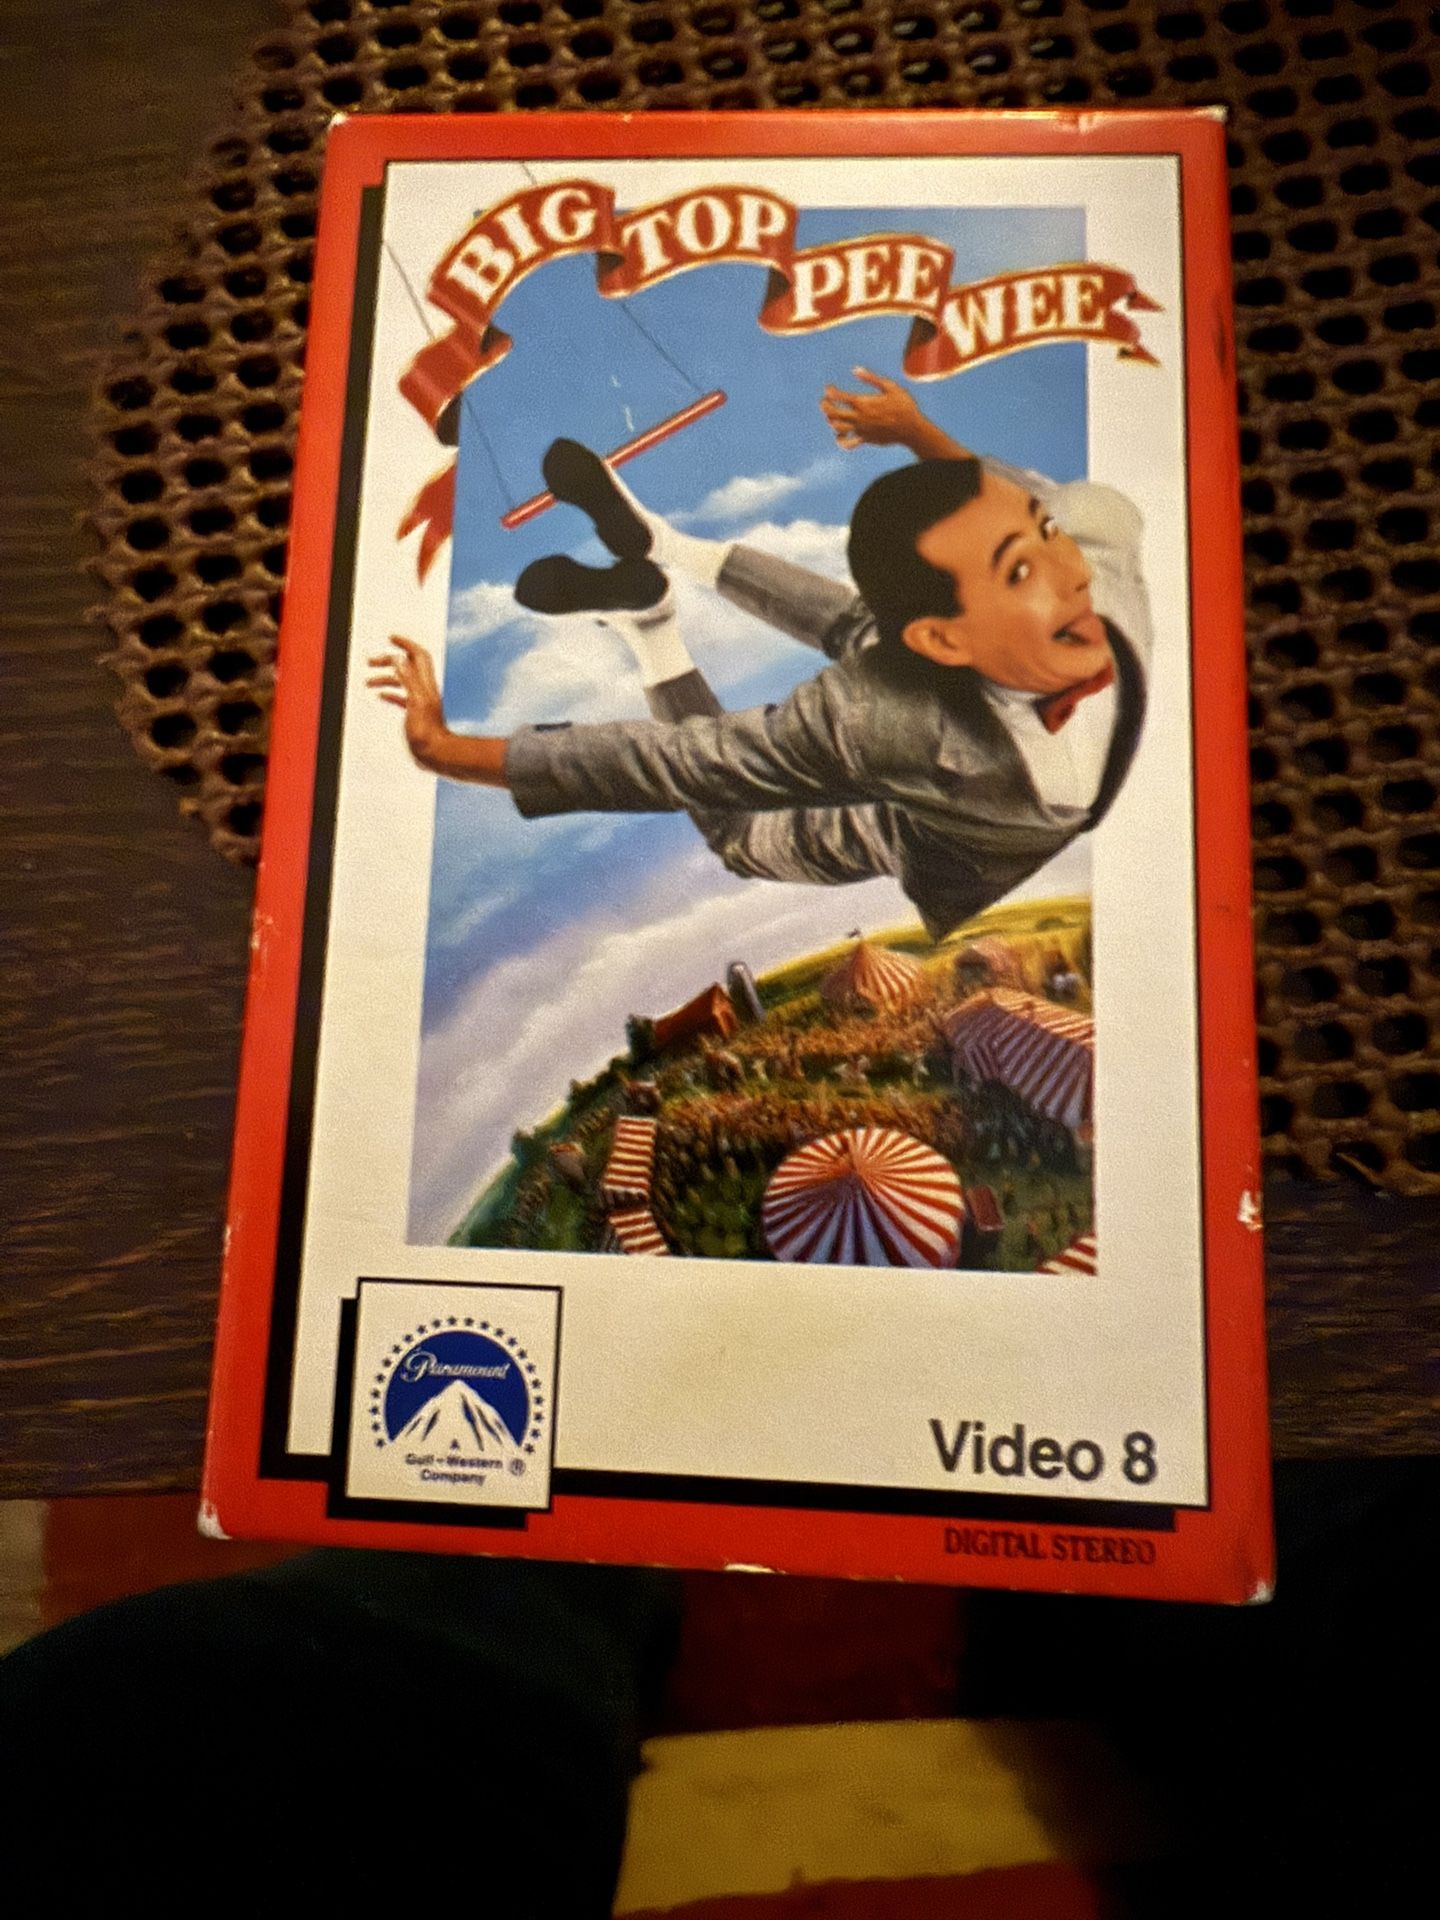 BIG TOP PEE WEE
Paramount
A
Gulf+Western
Company ®
Video 8
DIGITAL STEREO